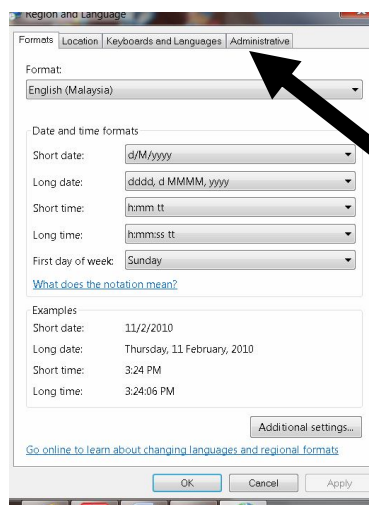 Region and Language
Formats Location Keyboards and Languages Administrative
Format:
English (Malaysia)
Date and time formats
Short date: d/M/yyyy
Long date: dddd, d MMMM, yyyy
Short time: h:mm tt
Long time: h:mm:ss tt
First day of week: Sunday
What does the notation mean?
Examples
Short date: 11/2/2010
Long date: Thursday, 11 February, 2010
Short time: 3:24 PM
Long time: 3:24:06 PM
Additional settings...
Go online to learn about changing languages and regional formats
OK Cancel Apply